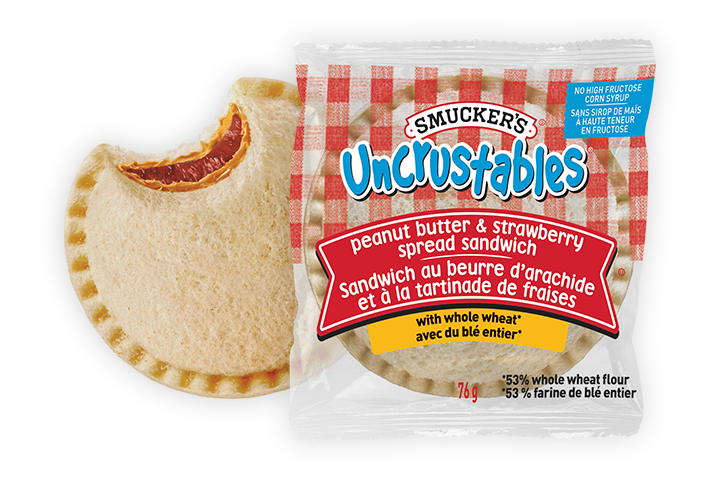 NO HIGH FRUCTOSE
CORN SYRUP
SANS SIROP DE MAÏS
À HAUTE TENEUR
EN FRUCTOSE
SMUCKER'S®
Uncrustables®
peanut butter & strawberry
spread sandwich
Sandwich au beurre d'arachide
et à la tartinade de fraises
with whole wheat*
avec du blé entier*
76 g
*53% whole wheat flour
*53 % farine de blé entier